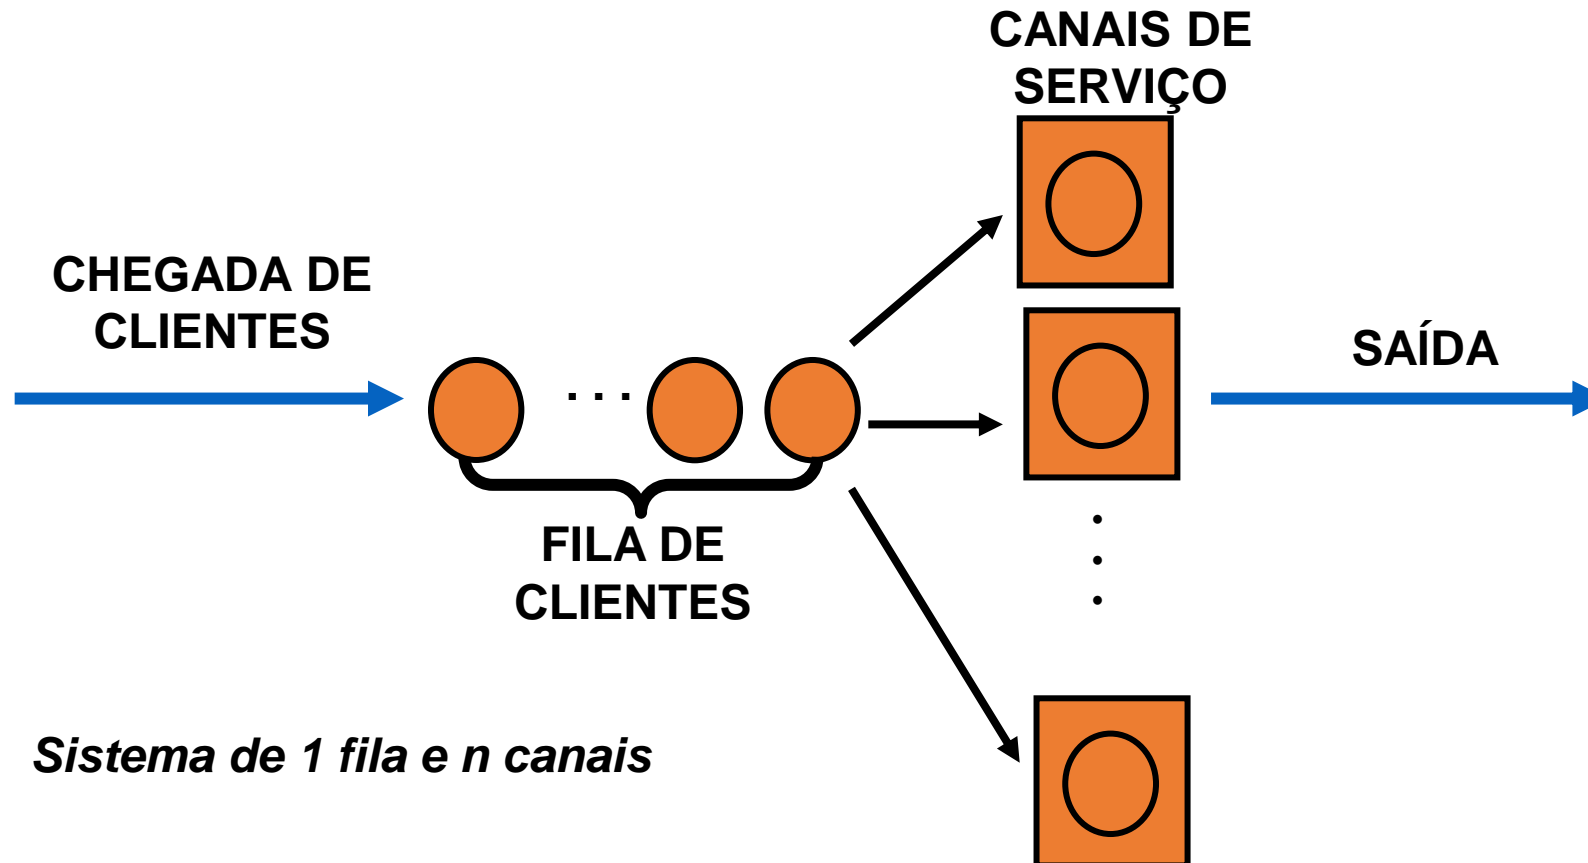 CANAIS DE
SERVIÇO
CHEGADA DE
CLIENTES
SAÍDA
. . .
FILA DE
CLIENTES
Sistema de 1 fila e n canais